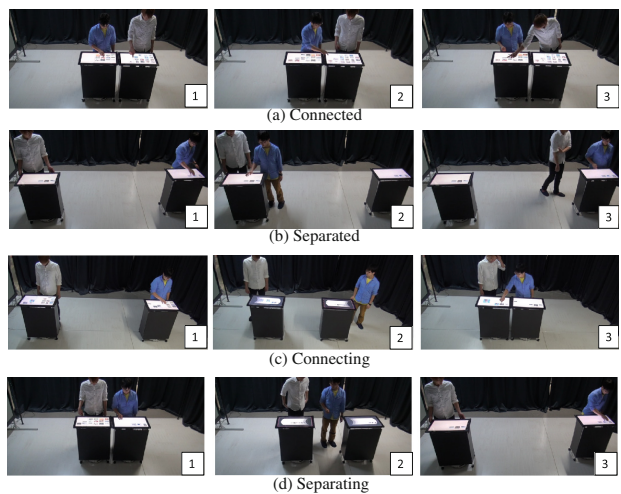 1 2 3
(a) Connected
1 2 3
(b) Separated
1 2 3
(c) Connecting
1 2 3
(d) Separating